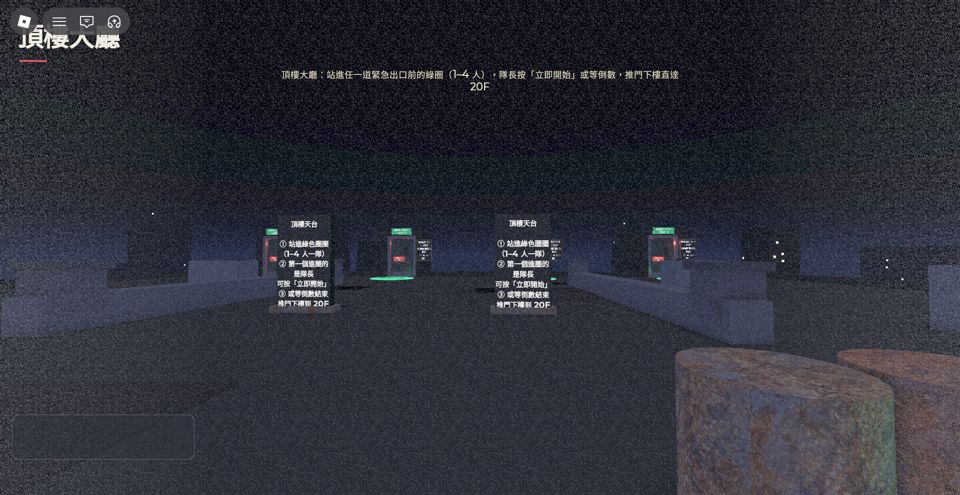 頂樓大廳
頂樓大廳：站進任一道緊急出口前的綠圈（1–4 人），隊長按「立即開始」或等倒數，推門下樓直達
20F
頂樓天台
① 站進綠色圈圈
（1–4 人一隊）
② 第一個進圈的
是隊長
可按「立即開始」
③ 或等倒數結束
推門下樓到 20F
頂樓天台
① 站進綠色圈圈
（1–4 人一隊）
② 第一個進圈的
是隊長
可按「立即開始」
③ 或等倒數結束
推門下樓到 20F